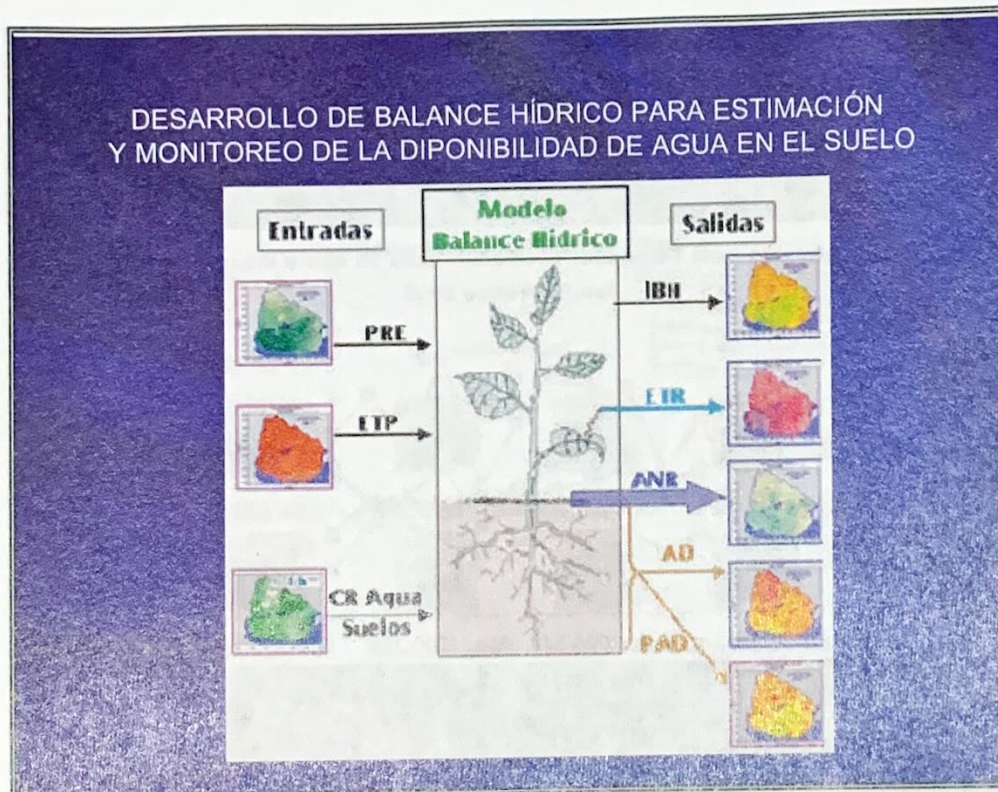 DESARROLLO DE BALANCE HÍDRICO PARA ESTIMACIÓN
Y MONITOREO DE LA DIPONIBILIDAD DE AGUA EN EL SUELO
Entradas
Modelo
Balance Hídrico
Salidas
PRE
ETP
CR Agua
Suelos
IBH
ETR
ANR
AD
PAD